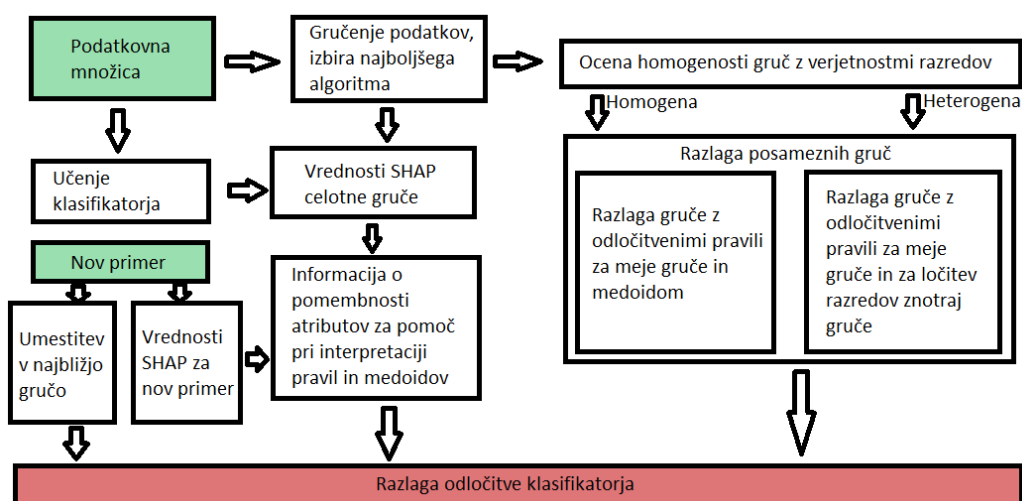 Podatkovna
množica
Gručenje podatkov,
izbira najboljšega
algoritma
Ocena homogenosti gruč z verjetnostmi razredov
Homogena
Heterogena
Razlaga posameznih gruč
Razlaga gruče z
odločitvenimi pravili
za meje gruče in
medoidom
Razlaga gruče z
odločitvenimi
pravili za meje
gruče in za ločitev
razredov znotraj
gruče
Učenje
klasifikatorja
Vrednosti SHAP
celotne gruče
Nov primer
Umestitev
v najbližjo
gručo
Vrednosti
SHAP za
nov primer
Informacija o
pomembnosti
atributov za pomoč
pri interpretaciji
pravil in medoidov
Razlaga odločitve klasifikatorja